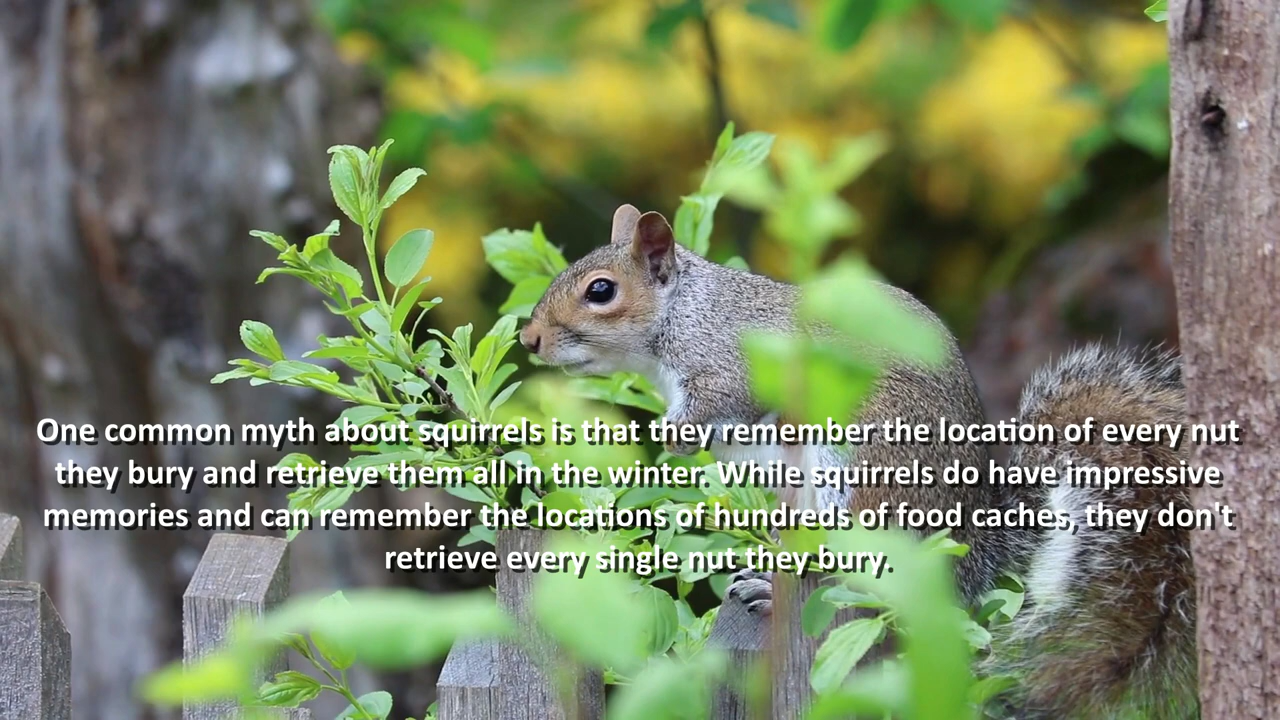 One common myth about squirrels is that they remember the location of every nut
they bury and retrieve them all in the winter. While squirrels do have impressive
memories and can remember the locations of hundreds of food caches, they don't
retrieve every single nut they bury.